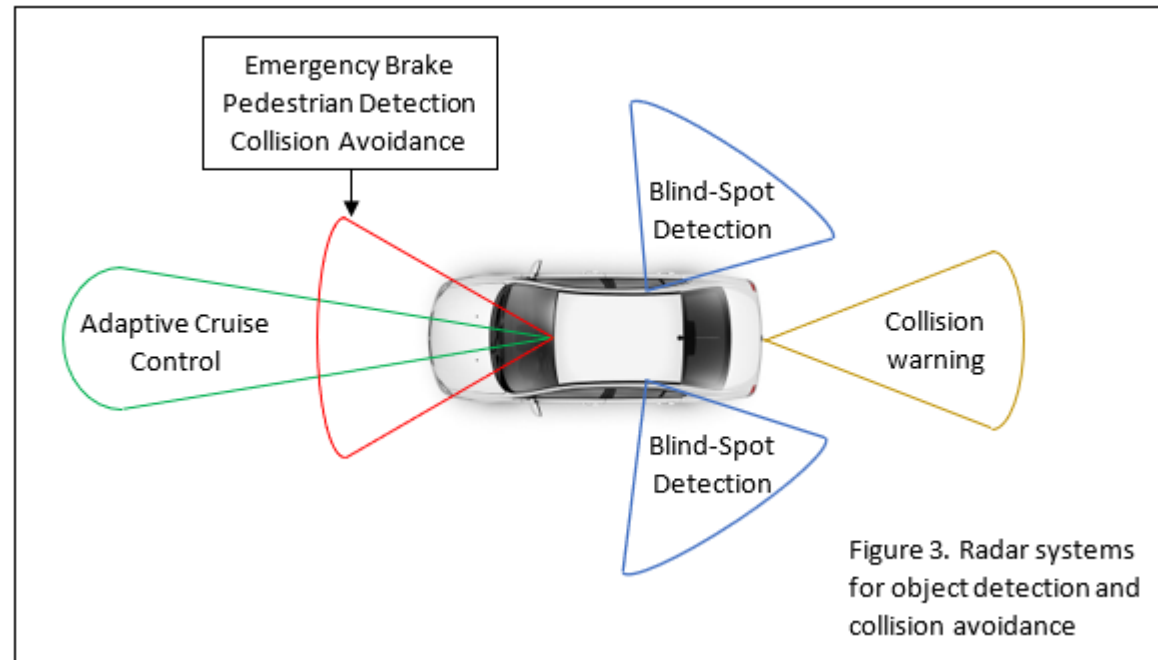 Emergency Brake
Pedestrian Detection
Collision Avoidance
Blind-Spot
Detection
Adaptive Cruise
Control
Collision
warning
Blind-Spot
Detection
Figure 3. Radar systems
for object detection and
collision avoidance